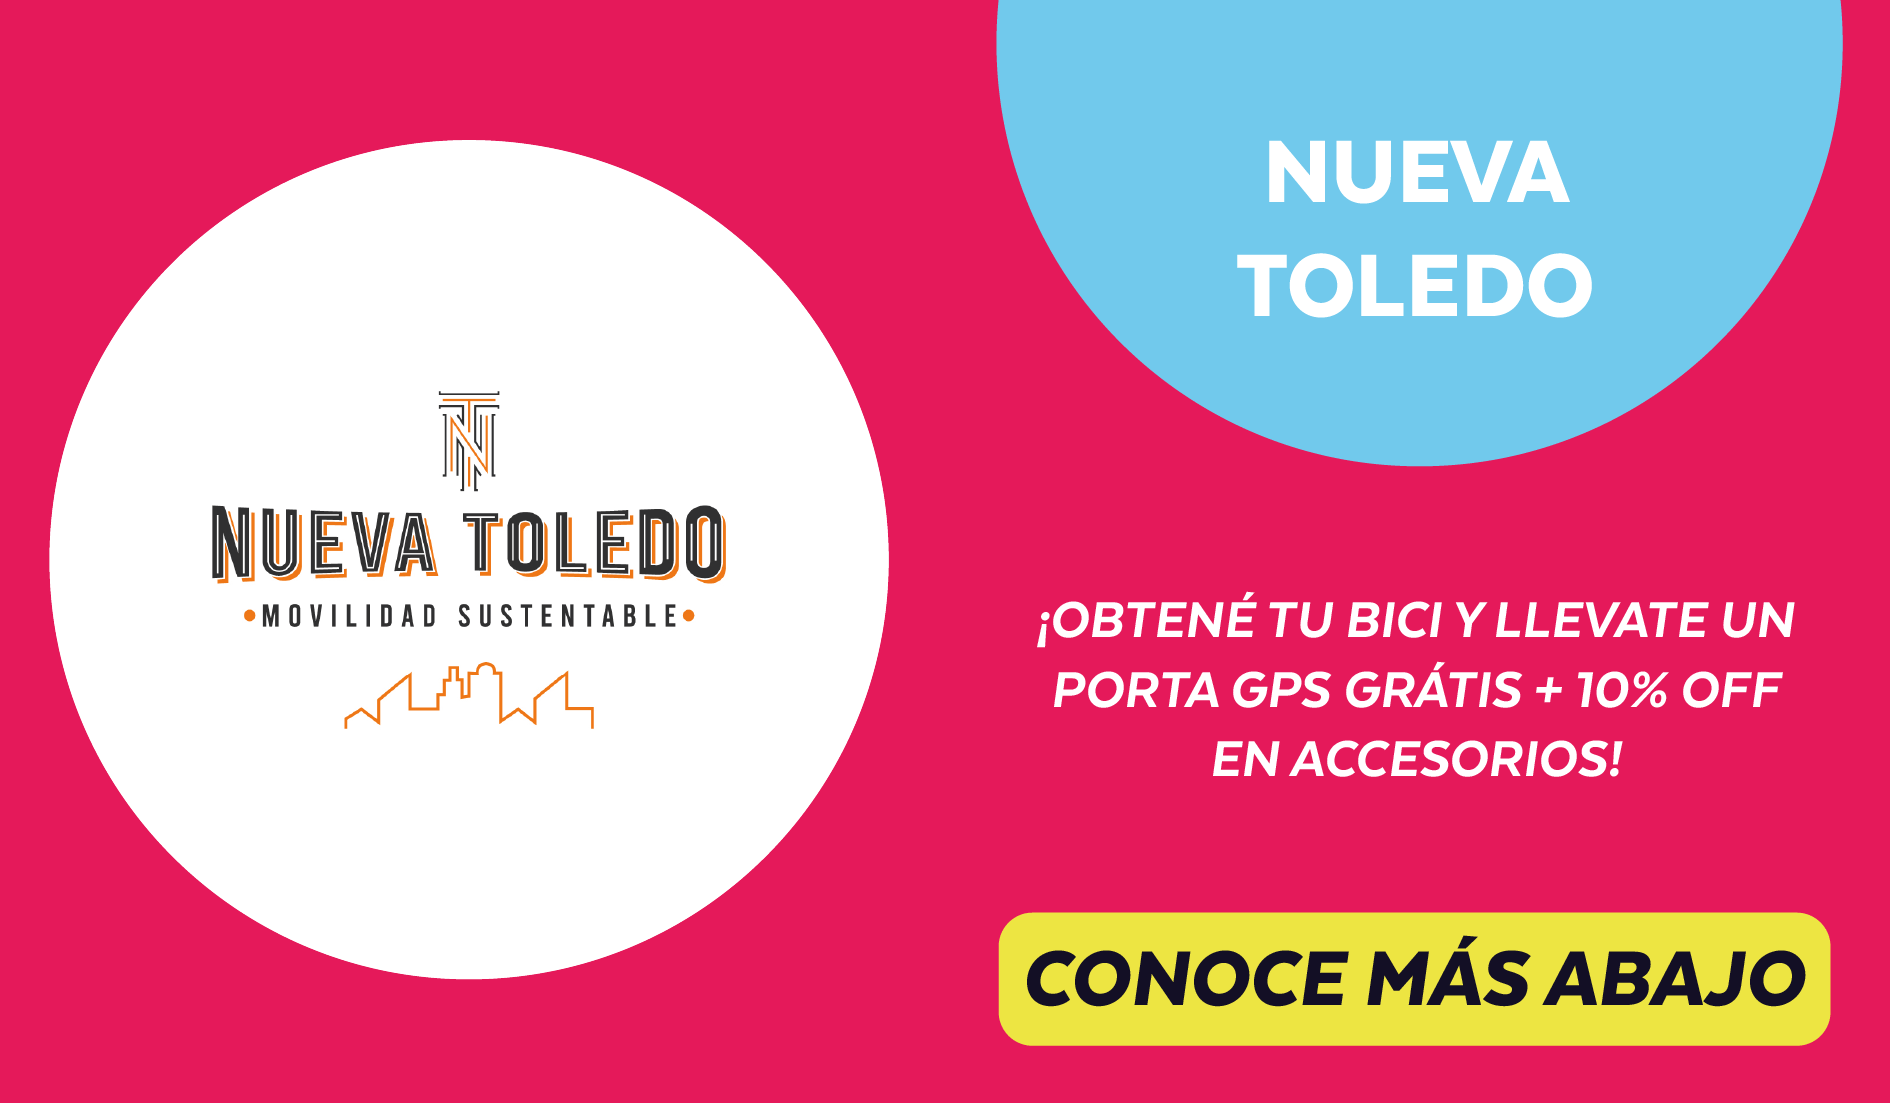 NUEVA TOLEDO
•MOVILIDAD SUSTENTABLE•
NUEVA
TOLEDO
¡OBTENÉ TU BICI Y LLEVATE UN
PORTA GPS GRÁTIS + 10% OFF
EN ACCESORIOS!
CONOCE MÁS ABAJO